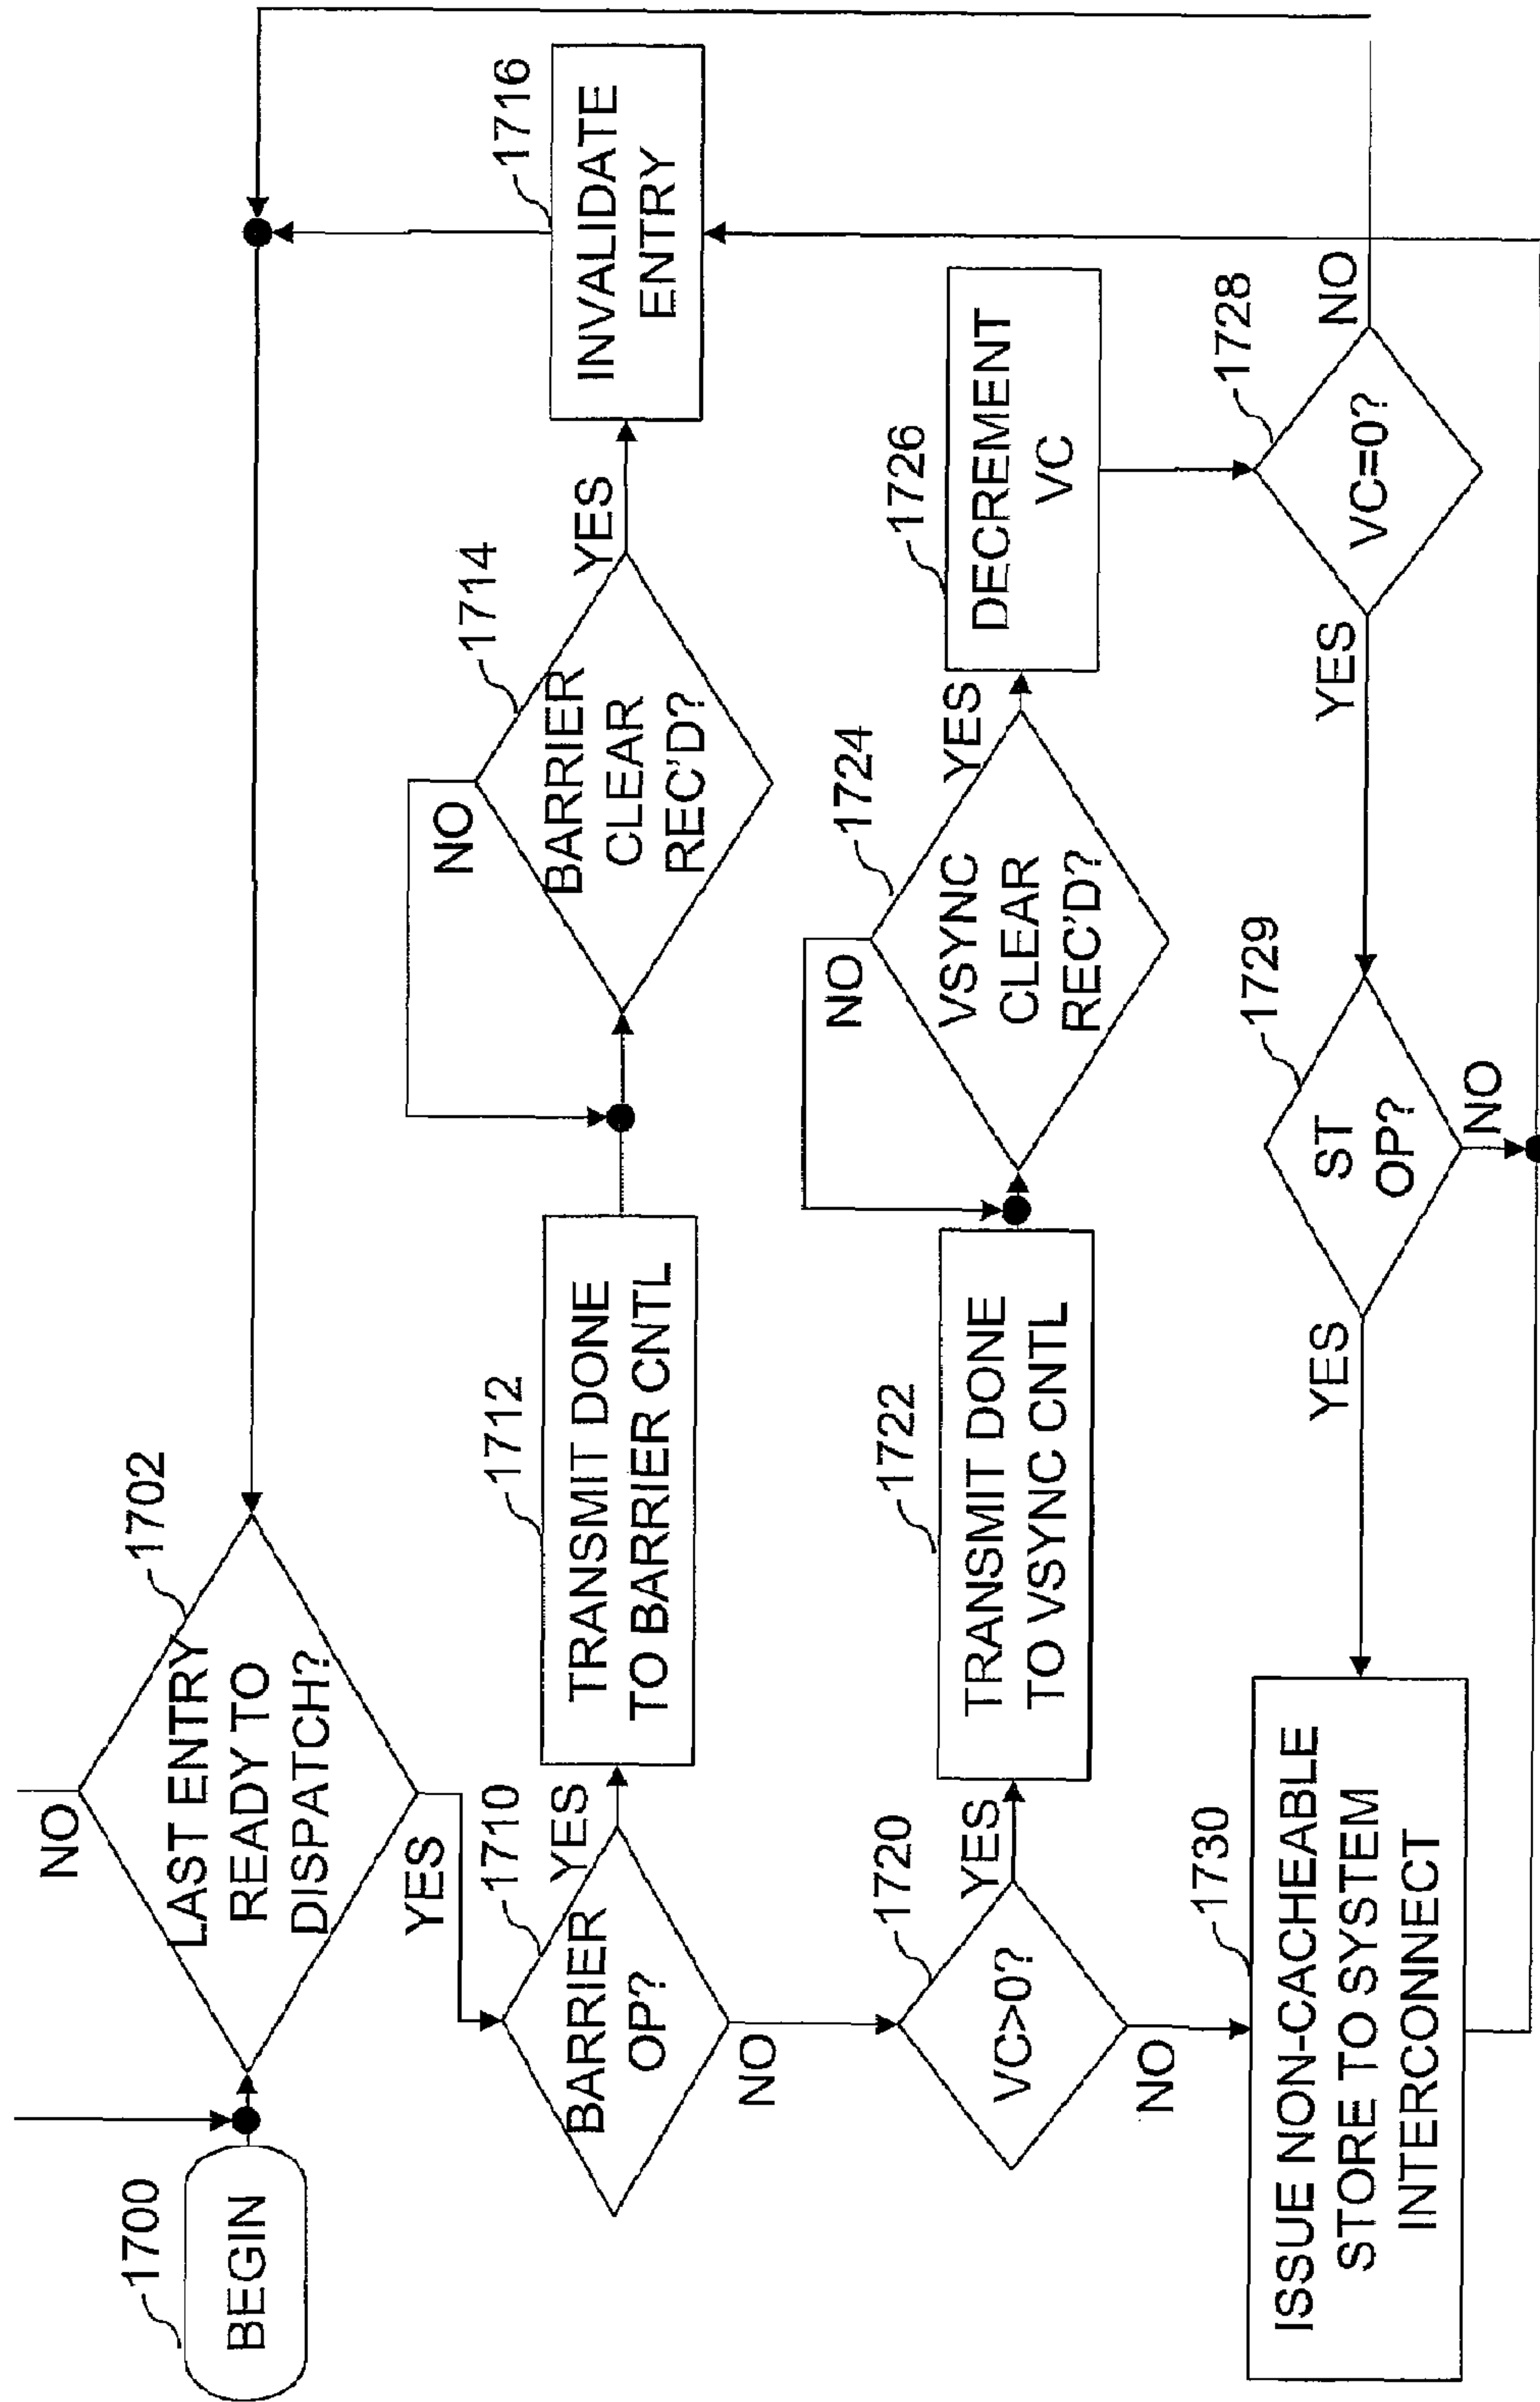 1700
BEGIN
NO
LAST ENTRY
READY TO
DISPATCH?
1702
YES
BARRIER
OP?
1710
YES
NO
TRANSMIT DONE
TO BARRIER CNTL
1712
NO
BARRIER
CLEAR
REC'D?
1714
YES
INVALIDATE
ENTRY
1716
VC>0?
1720
YES
NO
TRANSMIT DONE
TO VSYNC CNTL
1722
NO
VSYNC
CLEAR
REC'D?
1724
YES
DECREMENT
VC
1726
VC=0?
1728
NO
YES
ST
OP?
1729
NO
YES
ISSUE NON-CACHEABLE
STORE TO SYSTEM
INTERCONNECT
1730